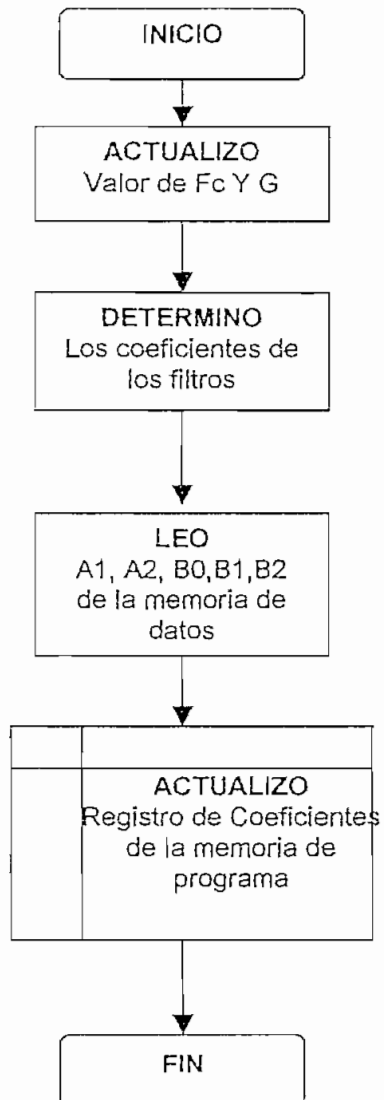 INICIO
ACTUALIZO
Valor de Fc Y G
DETERMINO
Los coeficientes de
los filtros
LEO
A1, A2, B0,B1,B2
de la memoria de
datos
ACTUALIZO
Registro de Coeficientes
de la memoria de
programa
FIN